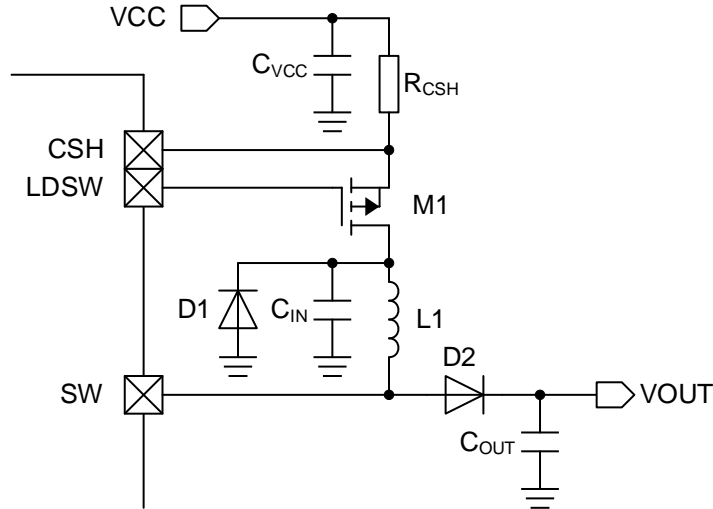 VCC
CVCC
RCSH
CSH
LDSW
M1
D1
CIN
L1
D2
SW
VOUT
COUT